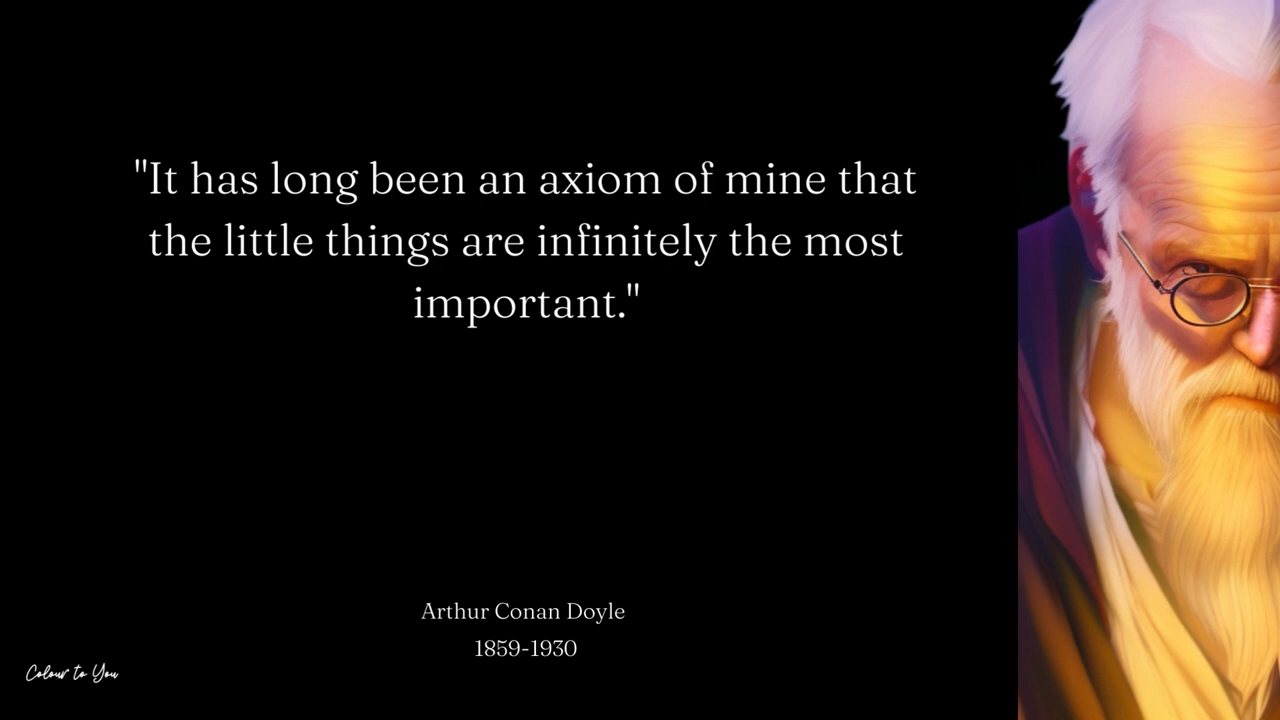 "It has long been an axiom of mine that
the little things are infinitely the most
important."
Arthur Conan Doyle
1859-1930
Colour to You